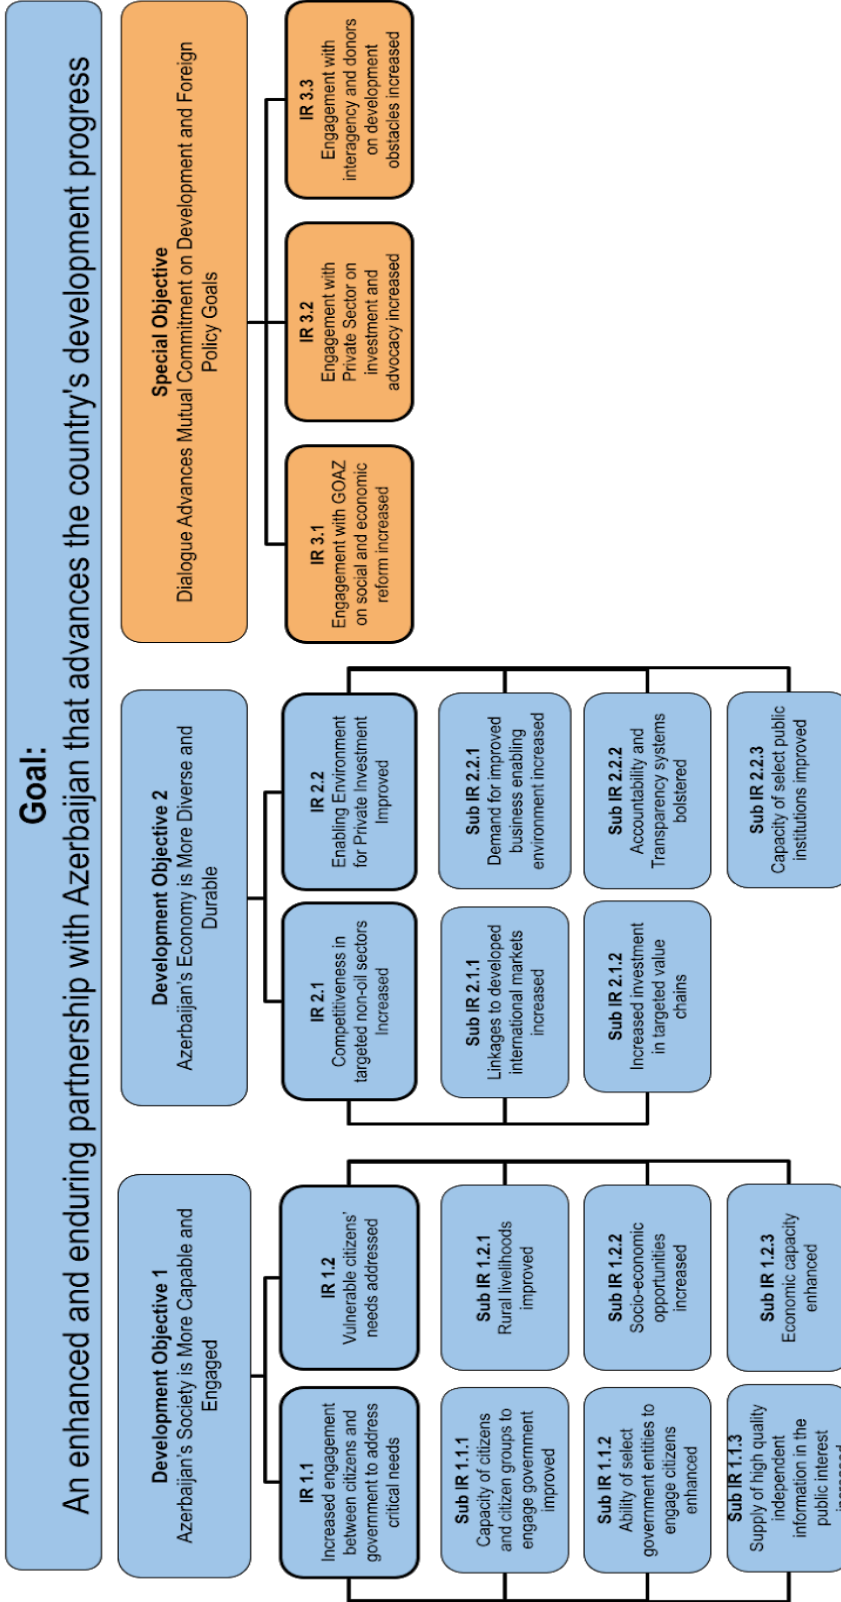 Goal:
An enhanced and enduring partnership with Azerbaijan that advances the country's development progress
Development Objective 1
Azerbaijan's Society is More Capable and
Engaged
IR 1.1
Increased engagement
between citizens and
government to address
critical needs
Sub IR 1.1.1
Capacity of citizens
and citizen groups to
engage government
improved
Sub IR 1.1.2
Ability of select
government entities to
engage citizens
enhanced
Sub IR 1.1.3
Supply of high quality
independent
information in the
public interest
IR 1.2
Vulnerable citizens'
needs addressed
Sub IR 1.2.1
Rural livelihoods
improved
Sub IR 1.2.2
Socio-economic
opportunities
increased
Sub IR 1.2.3
Economic capacity
enhanced
Development Objective 2
Azerbaijan's Economy is More Diverse and
Durable
IR 2.1
Competitiveness in
targeted non-oil sectors
Increased
Sub IR 2.1.1
Linkages to developed
international markets
increased
Sub IR 2.1.2
Increased investment
in targeted value
chains
IR 2.2
Enabling Environment
for Private Investment
Improved
Sub IR 2.2.1
Demand for improved
business enabling
environment increased
Sub IR 2.2.2
Accountability and
Transparency systems
bolstered
Sub IR 2.2.3
Capacity of select public
institutions improved
Special Objective
Dialogue Advances Mutual Commitment on Development and Foreign
Policy Goals
IR 3.1
Engagement with GOAZ
on social and economic
reform increased
IR 3.2
Engagement with
Private Sector on
investment and
advocacy increased
IR 3.3
Engagement with
interagency and donors
on development
obstacles increased